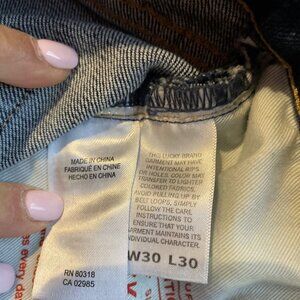 MADE IN CHINA
FABRIQUÉ EN CHINE
HECHO EN CHINA
RN 80318
CA 02985
THIS LUCKY BRAND
GARMENT MAY HAVE
INTENTIONAL RIPS
OR HOLES. COLOR MAY
TRANSFER TO LIGHTER
COLORED FABRICS.
AVOID PULLING UP BY
BELT LOOPS, SIMPLY
FOLLOW THE CARE
INSTRUCTIONS TO
ENSURE THAT YOUR
GARMENT MAINTAINS ITS
INDIVIDUAL CHARACTER.
W30 L30